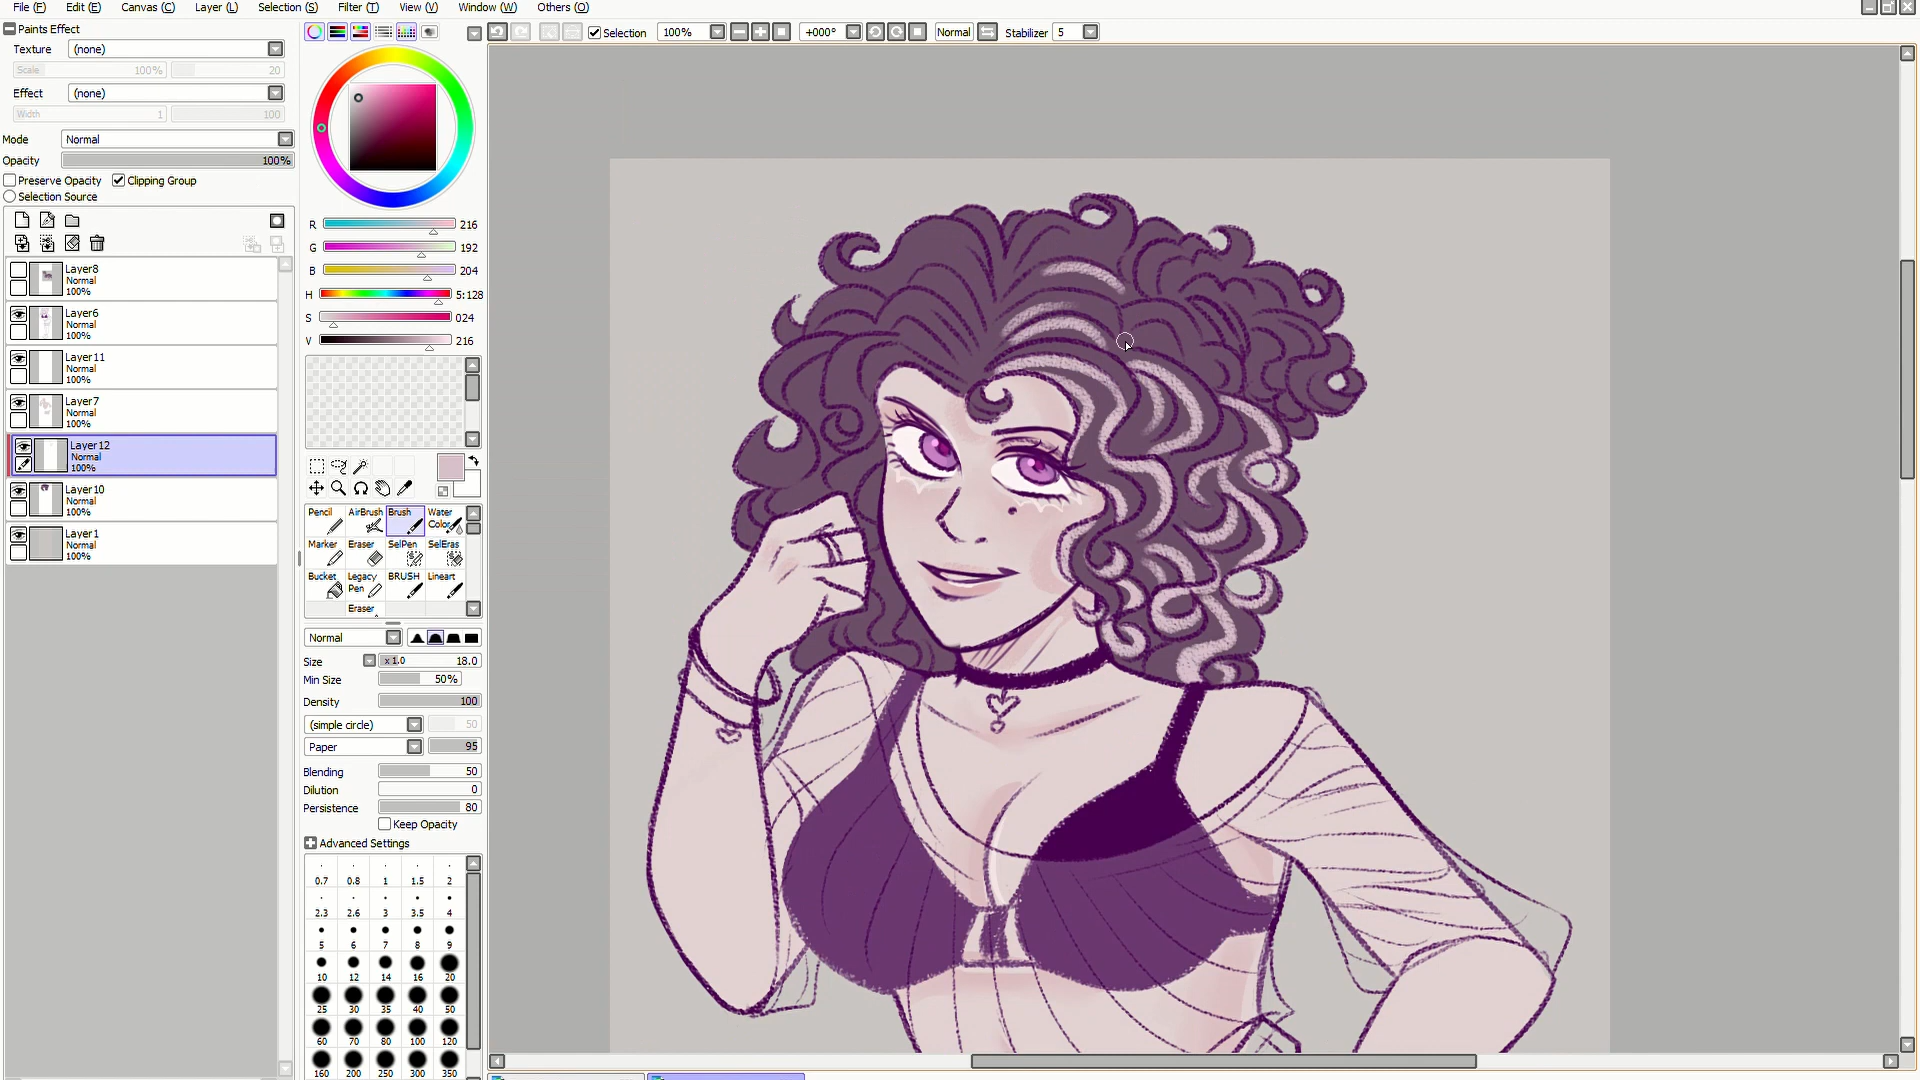 File (F) Edit (E) Canvas (C) Layer (L) Selection (S) Filter (T) View (V) Window (W) Others (O)
Paints Effect
Texture (none)
Scale 100% 20
Effect (none)
Width 1 100
Mode Normal
Opacity 100%
Preserve Opacity Clipping Group
Selection Source
Layer8
Normal
100%
Layer6
Normal
100%
Layer11
Normal
100%
Layer7
Normal
100%
Layer12
Normal
100%
Layer10
Normal
100%
Layer1
Normal
100%
R 216
G 192
B 204
H 5:128
S 024
V 216
Pencil AirBrush Brush Water Color
Marker Eraser SelPen SelEras
Bucket Legacy Pen BRUSH Lineart
Eraser
Normal
Size x 1.0 18.0
Min Size 50%
Density 100
(simple circle) 50
Paper 95
Blending 50
Dilution 0
Persistence 80
Keep Opacity
Advanced Settings
0.7 0.8 1 1.5 2
2.3 2.6 3 3.5 4
5 6 7 8 9
10 12 14 16 20
25 30 35 40 50
60 70 80 100 120
160 200 250 300 350
Selection 100% +000° Normal Stabilizer 5